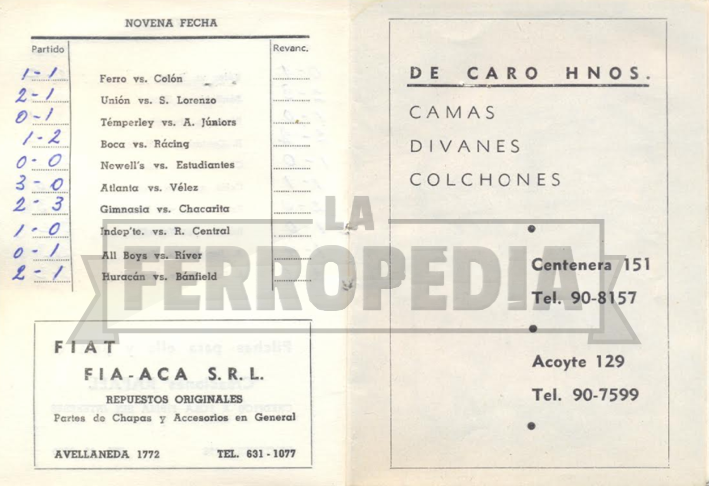 NOVENA FECHA
Partido Revanc.
1-1 Ferro vs. Colón
2-1 Unión vs. S. Lorenzo
0-1 Témperley vs. A. Júniors
1-2 Boca vs. Rácing
0-0 Newell's vs. Estudiantes
3-0 Atlanta vs. Vélez
2-3 Gimnasia vs. Chacarita
1-0 Indep'te. vs. R. Central
0-1 All Boys vs. Ríver
2-1 Huracán vs. Bánfield
FIAT
FIA-ACA S.R.L.
REPUESTOS ORIGINALES
Partes de Chapas y Accesorios en General
AVELLANEDA 1772 TEL. 631-1077
DE CARO HNOS.
CAMAS
DIVANES
COLCHONES
Centenera 151
Tel. 90-8157
Acoyte 129
Tel. 90-7599
LA
FERROPEDIA